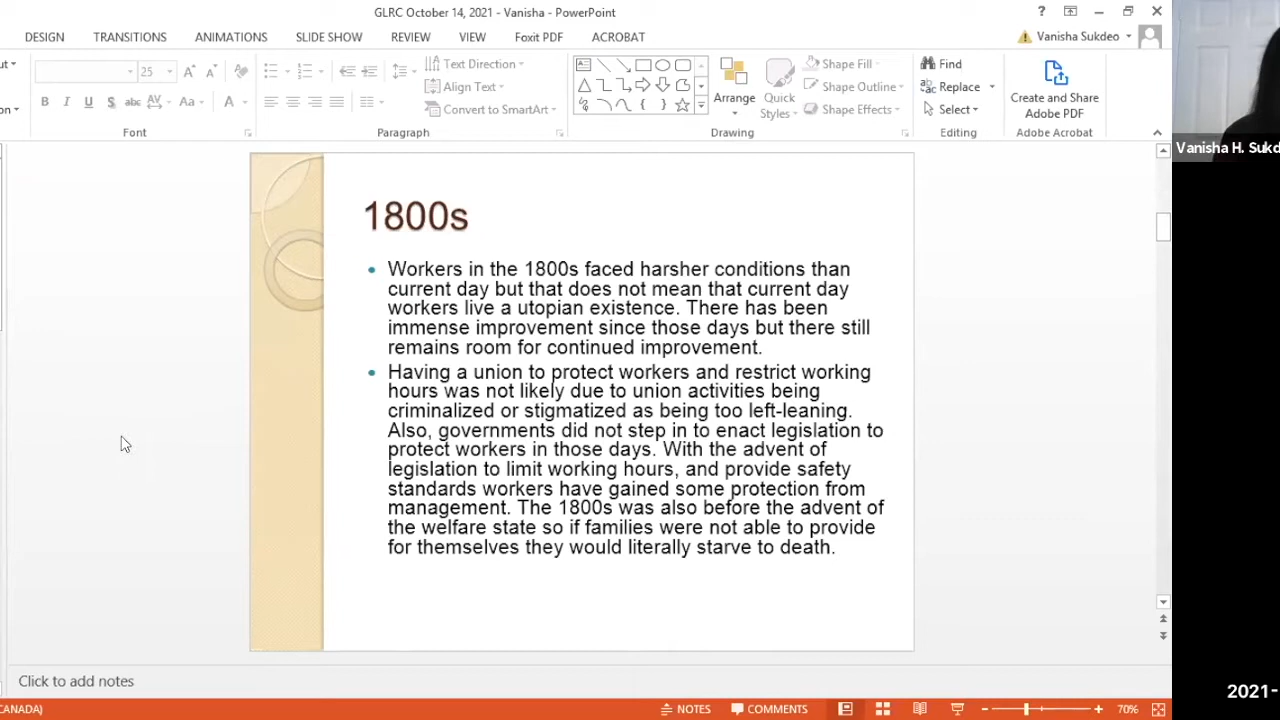 GLRC October 14, 2021 - Vanisha - PowerPoint
?
DESIGN TRANSITIONS ANIMATIONS SLIDE SHOW REVIEW VIEW Foxit PDF ACROBAT
Vanisha Sukdeo
25
B I U S abc AV Aa A
Font
Text Direction
Align Text
Convert to SmartArt
Paragraph
Arrange
Quick
Styles
Shape Fill
Shape Outline
Shape Effects
Drawing
Find
Replace
Select
Editing
Create and Share
Adobe PDF
Adobe Acrobat
Vanisha H. Sukd
1800s
• Workers in the 1800s faced harsher conditions than
current day but that does not mean that current day
workers live a utopian existence. There has been
immense improvement since those days but there still
remains room for continued improvement.
• Having a union to protect workers and restrict working
hours was not likely due to union activities being
criminalized or stigmatized as being too left-leaning.
Also, governments did not step in to enact legislation to
protect workers in those days. With the advent of
legislation to limit working hours, and provide safety
standards workers have gained some protection from
management. The 1800s was also before the advent of
the welfare state so if families were not able to provide
for themselves they would literally starve to death.
Click to add notes
CANADA)
NOTES
COMMENTS
70%
2021-